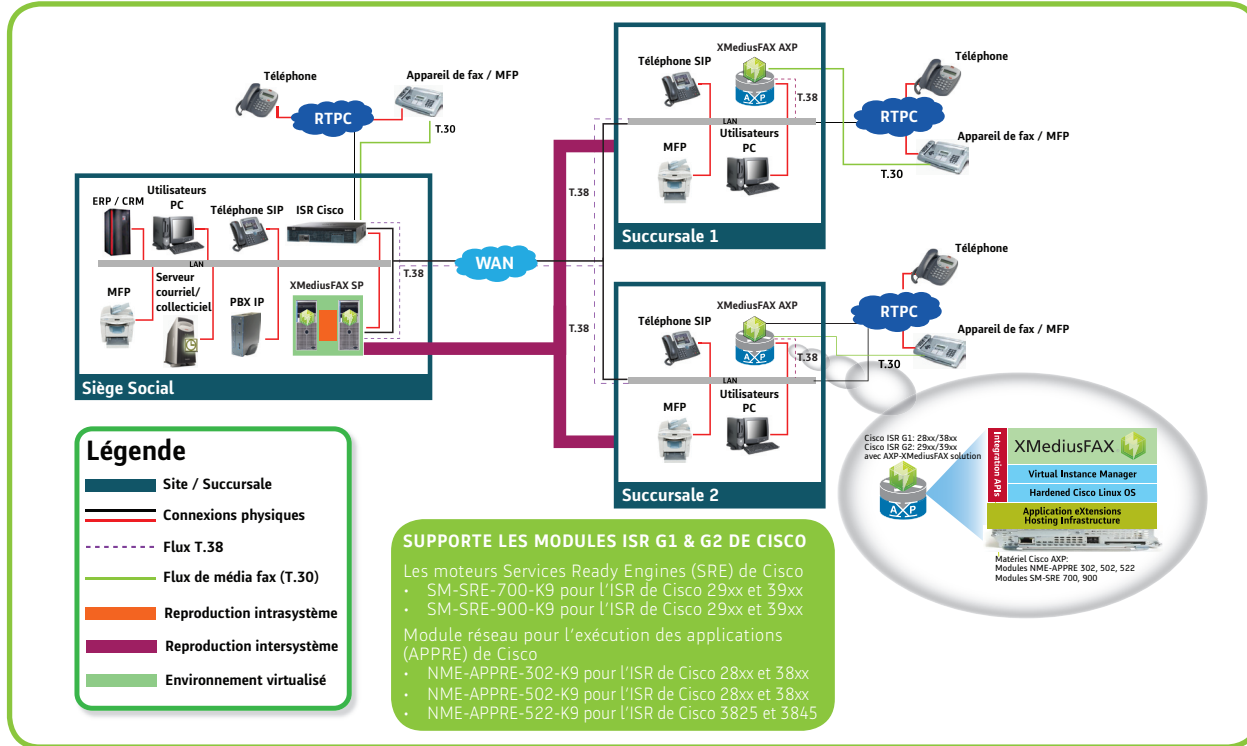 Téléphone
Appareil de fax / MFP
RTPC
T.30
ERP / CRM
Utilisateurs
PC
Téléphone SIP
ISR Cisco
LAN
T.38
MFP
Serveur
courriel/
collecticiel
PBX IP
XMediusFAX SP
Siège Social
WAN
T.38
T.38
XMediusFAX AXP
Téléphone SIP
AXP
T.38
LAN
MFP
Utilisateurs
PC
Succursale 1
Téléphone
RTPC
Appareil de fax / MFP
T.30
XMediusFAX AXP
Téléphone SIP
AXP
T.38
LAN
MFP
Utilisateurs
PC
Succursale 2
Téléphone
RTPC
Appareil de fax / MFP
T.30
Cisco ISR G1: 28xx/38xx
Cisco ISR G2: 29xx/39xx
avec AXP-XMediusFAX solution
AXP
Integration APIs
XMediusFAX
Virtual Instance Manager
Hardened Cisco Linux OS
Application eXtensions
Hosting Infrastructure
Matériel Cisco AXP:
Modules NME-APPRE 302, 502, 522
Modules SM-SRE 700, 900
Légende
Site / Succursale
Connexions physiques
Flux T.38
Flux de média fax (T.30)
Reproduction intrasystème
Reproduction intersystème
Environnement virtualisé
SUPPORTE LES MODULES ISR G1 & G2 DE CISCO
Les moteurs Services Ready Engines (SRE) de Cisco
• SM-SRE-700-K9 pour l'ISR de Cisco 29xx et 39xx
• SM-SRE-900-K9 pour l'ISR de Cisco 29xx et 39xx
Module réseau pour l'exécution des applications
(APPRE) de Cisco
• NME-APPRE-302-K9 pour l'ISR de Cisco 28xx et 38xx
• NME-APPRE-502-K9 pour l'ISR de Cisco 28xx et 38xx
• NME-APPRE-522-K9 pour l'ISR de Cisco 3825 et 3845